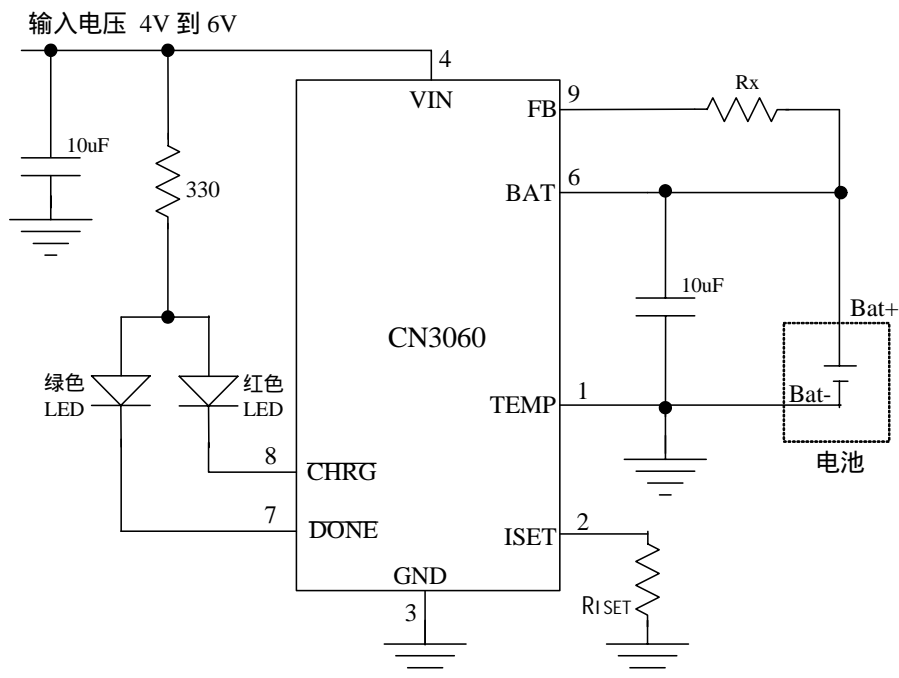 输入电压 4V 到 6V
4
VIN
10uF
330
FB
9
Rx
BAT
6
10uF
Bat+
CN3060
绿色
LED
红色
LED
TEMP
1
Bat-
电池
8
CHRG
7
DONE
ISET
2
GND
3
RISET